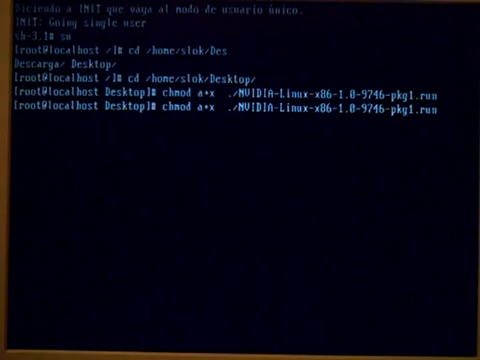 Diciendo a INIT que vaya al modo de usuario único.
INIT: Going single user
sh-3.1# su
[root@localhost /]# cd /home/slok/Des
Descarga/ Desktop/
[root@localhost /]# cd /home/slok/Desktop/
[root@localhost Desktop]# chmod a+x ./NVIDIA-Linux-x86-1.0-9746-pkg1.run
[root@localhost Desktop]# chmod a+x ./NVIDIA-Linux-x86-1.0-9746-pkg1.run